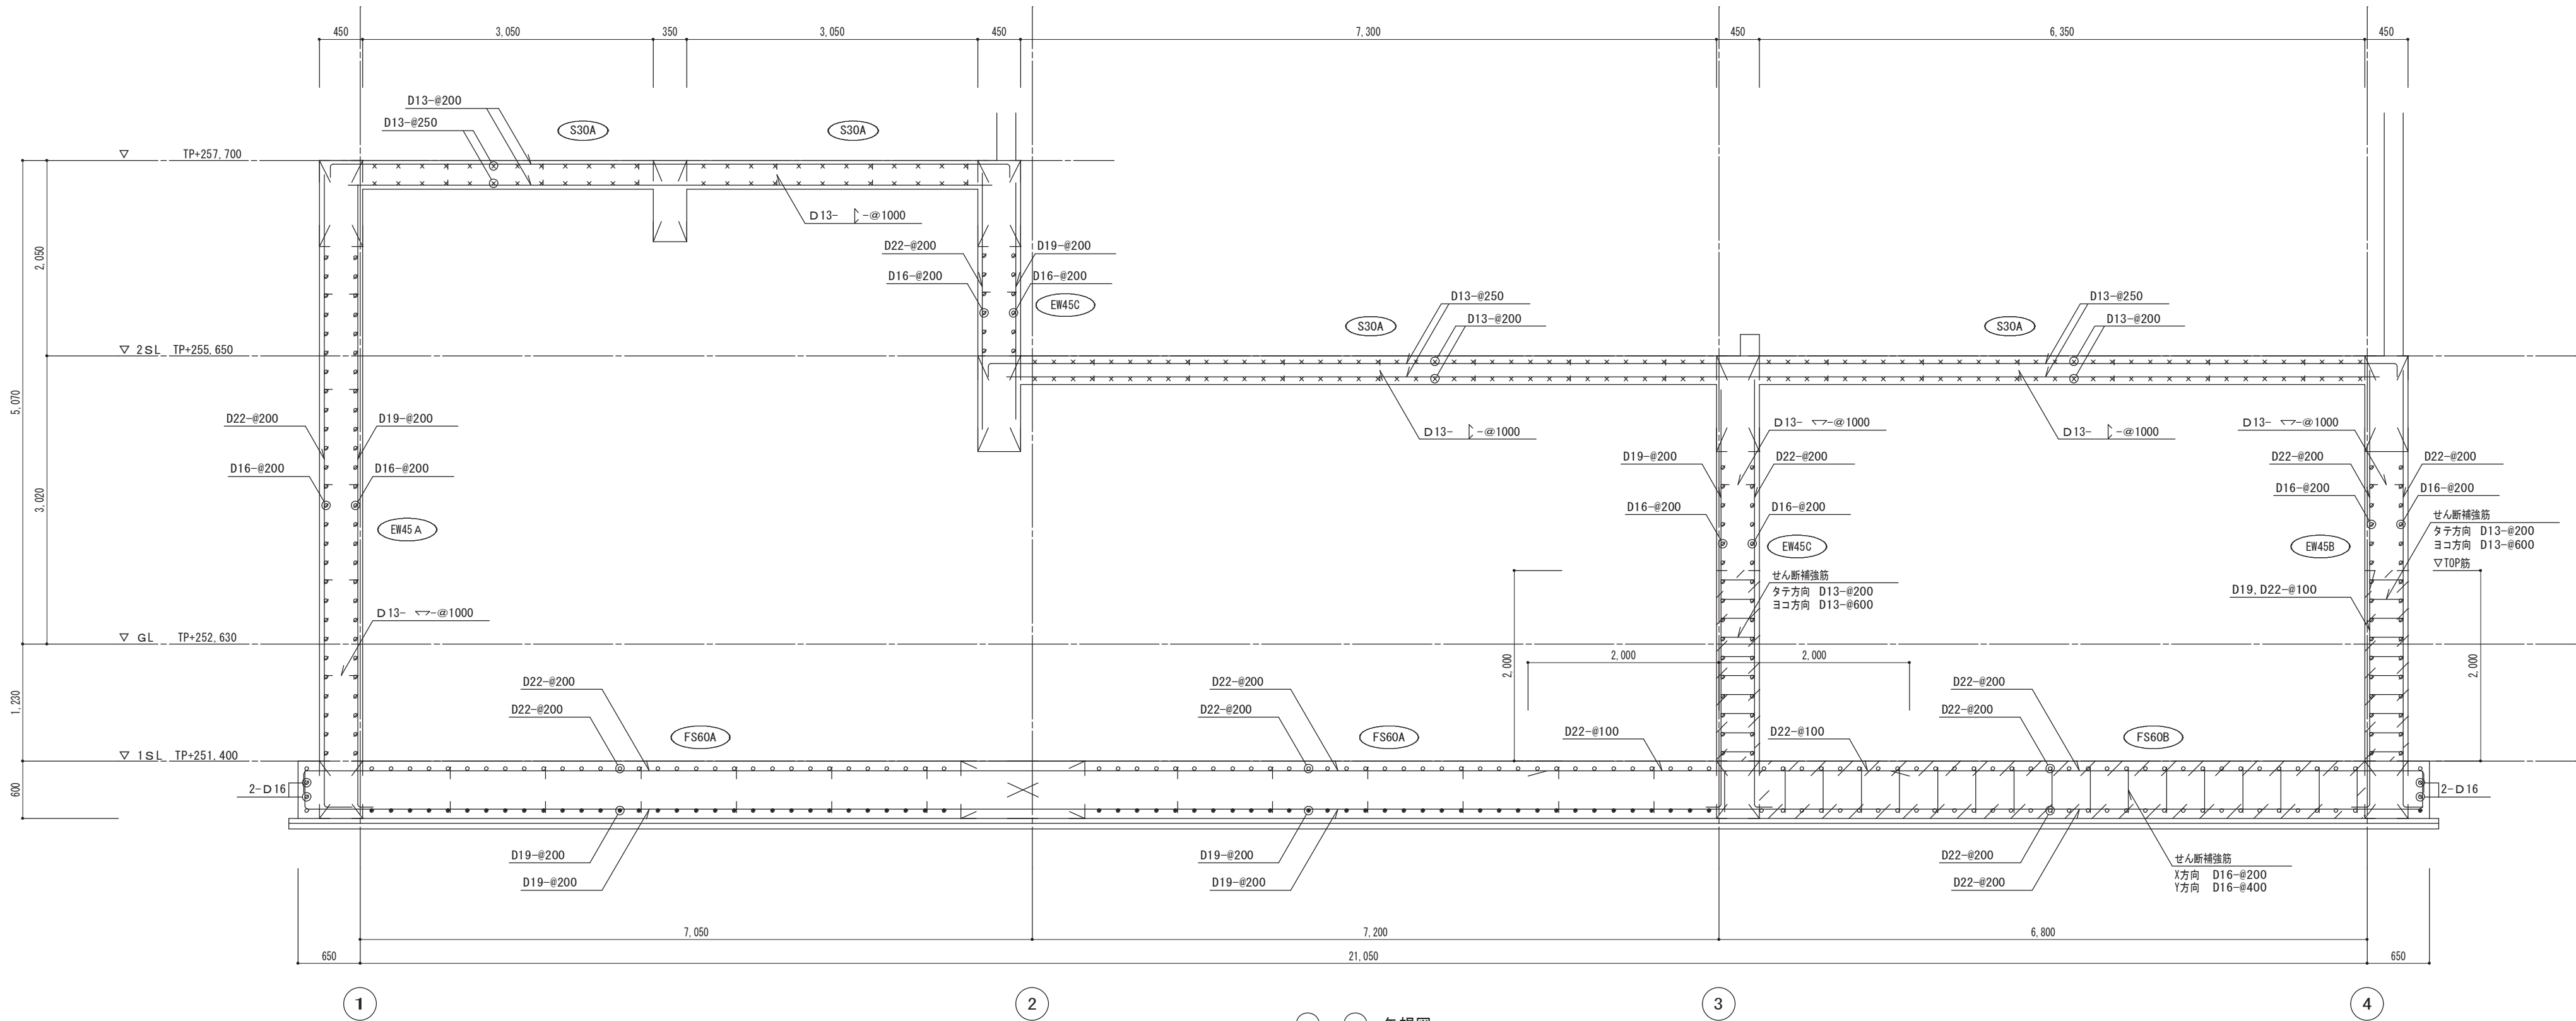 450
3,050
350
3,050
450
7,300
450
6,350
450
D13-@200
D13-@250
S30A
S30A
▽ TP+257,700
D13- -@1000
2,050
D22-@200
D19-@200
D16-@200
D16-@200
EW45C
S30A
D13-@250
D13-@200
S30A
D13-@250
D13-@200
▽ 2SL TP+255,650
5,070
D22-@200
D19-@200
D13- -@1000
D13- -@1000
D13- -@1000
D13- -@1000
D19-@200
D22-@200
D22-@200
D22-@200
D16-@200
D16-@200
3,020
D16-@200
D16-@200
D16-@200
D16-@200
EW45A
EW45C
EW45B
せん断補強筋
タテ方向 D13-@200
ヨコ方向 D13-@600
▽TOP筋
せん断補強筋
タテ方向 D13-@200
ヨコ方向 D13-@600
D19,D22-@100
D13- -@1000
▽ GL TP+252,630
2,000
2,000
2,000
2,000
D22-@200
D22-@200
D22-@200
D22-@200
D22-@200
D22-@200
1,230
FS60A
FS60A
D22-@100
D22-@100
FS60B
▽ 1SL TP+251,400
600
2-D16
2-D16
D19-@200
D19-@200
D19-@200
D19-@200
D22-@200
D22-@200
せん断補強筋
X方向 D16-@200
Y方向 D16-@400
7,050
7,200
6,800
650
21,050
650
1
2
3
4